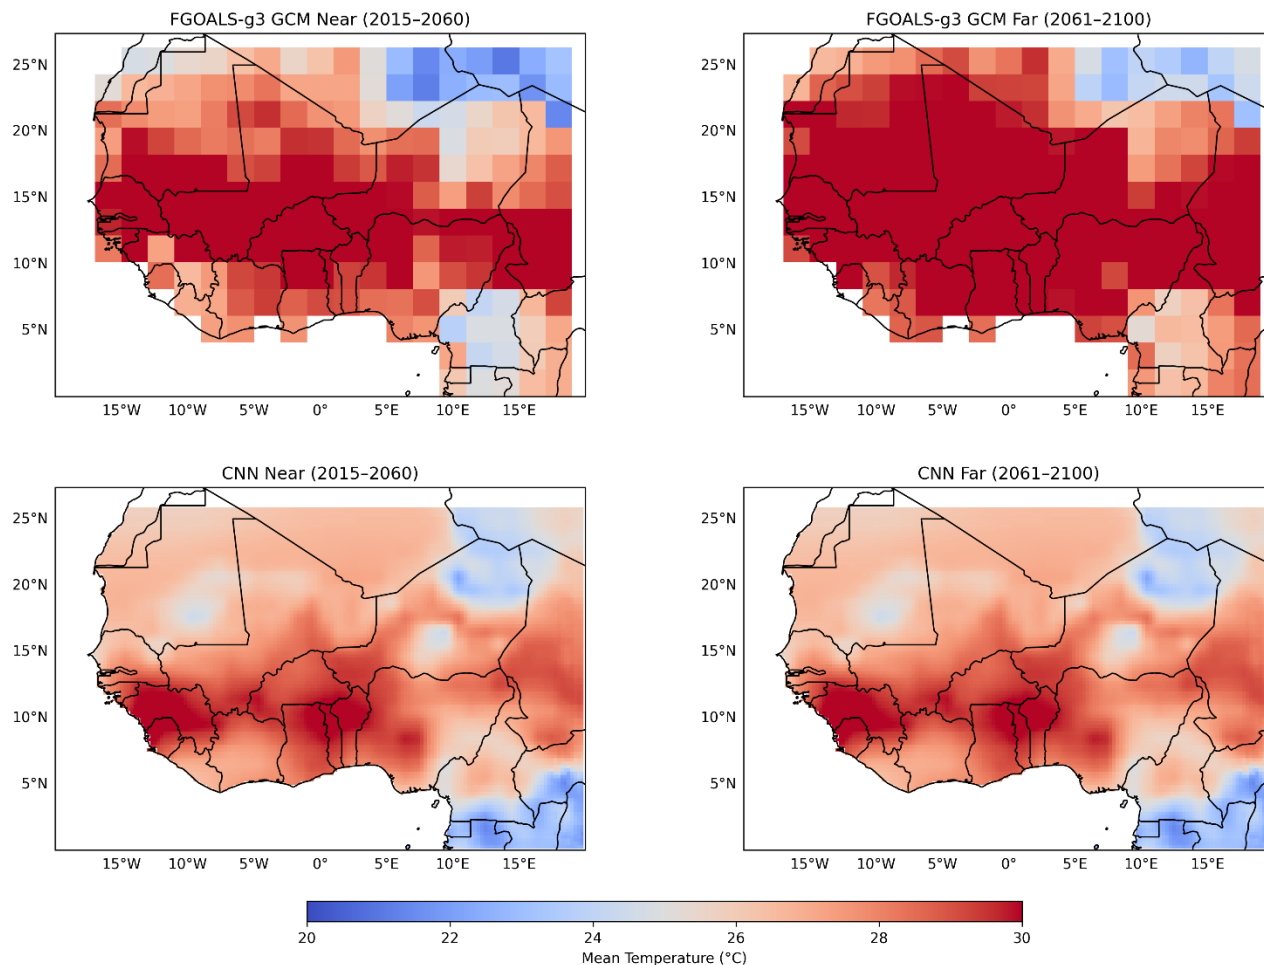 FGOALS-g3 GCM Near (2015–2060)
FGOALS-g3 GCM Far (2061–2100)
25°N
20°N
15°N
10°N
5°N
15°W 10°W 5°W 0° 5°E 10°E 15°E
25°N
20°N
15°N
10°N
5°N
15°W 10°W 5°W 0° 5°E 10°E 15°E
CNN Near (2015–2060)
CNN Far (2061–2100)
25°N
20°N
15°N
10°N
5°N
15°W 10°W 5°W 0° 5°E 10°E 15°E
25°N
20°N
15°N
10°N
5°N
15°W 10°W 5°W 0° 5°E 10°E 15°E
20 22 24 26 28 30
Mean Temperature (°C)